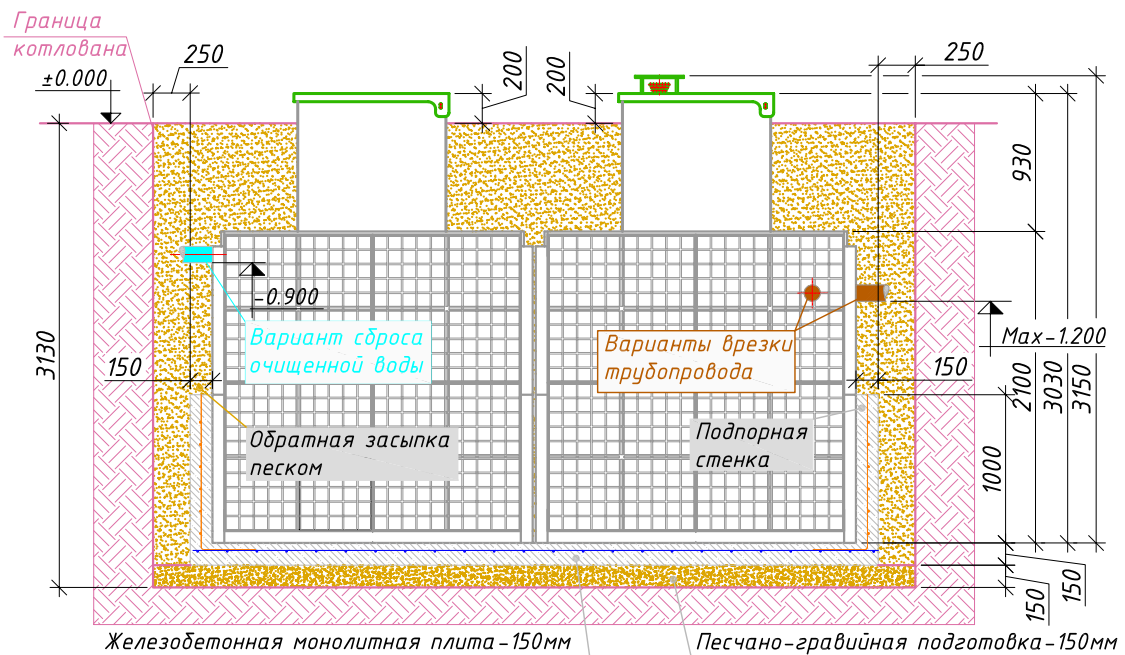 Граница
котлована
±0.000
250
200
200
250
930
-0.900
Вариант сброса
очищенной воды
Варианты врезки
трубопровода
Max-1.200
3130
150
150
2100
3030
3150
Обратная засыпка
песком
Подпорная
стенка
1000
150
150
Железобетонная монолитная плита-150мм
Песчано-гравийная подготовка-150мм